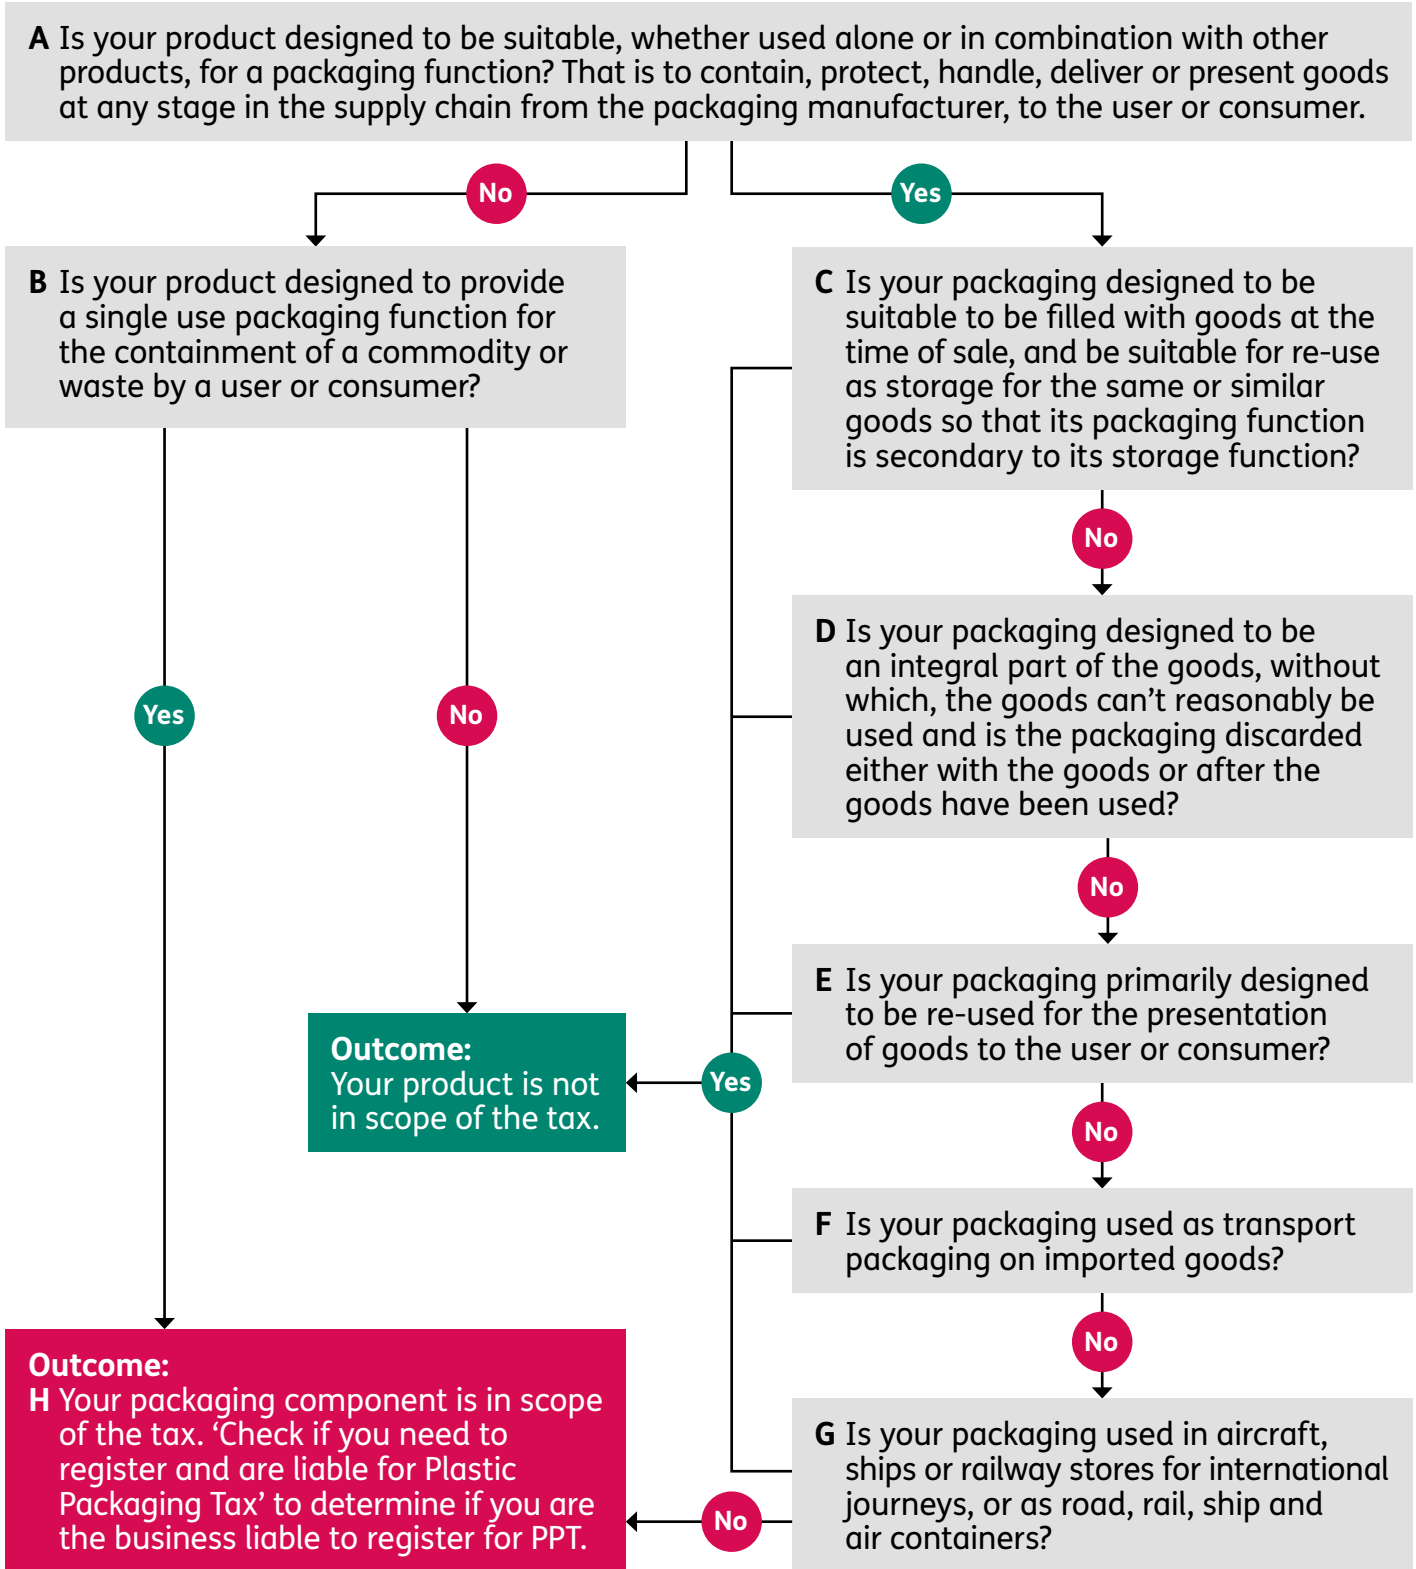 A Is your product designed to be suitable, whether used alone or in combination with other
products, for a packaging function? That is to contain, protect, handle, deliver or present goods
at any stage in the supply chain from the packaging manufacturer, to the user or consumer.
No
Yes
B Is your product designed to provide
a single use packaging function for
the containment of a commodity or
waste by a user or consumer?
C Is your packaging designed to be
suitable to be filled with goods at the
time of sale, and be suitable for re-use
as storage for the same or similar
goods so that its packaging function
is secondary to its storage function?
No
D Is your packaging designed to be
an integral part of the goods, without
which, the goods can’t reasonably be
used and is the packaging discarded
either with the goods or after the
goods have been used?
Yes
No
No
E Is your packaging primarily designed
to be re-used for the presentation
of goods to the user or consumer?
Outcome:
Your product is not
in scope of the tax.
Yes
No
F Is your packaging used as transport
packaging on imported goods?
No
Outcome:
H Your packaging component is in scope
of the tax. ‘Check if you need to
register and are liable for Plastic
Packaging Tax’ to determine if you are
the business liable to register for PPT.
G Is your packaging used in aircraft,
ships or railway stores for international
journeys, or as road, rail, ship and
air containers?
No